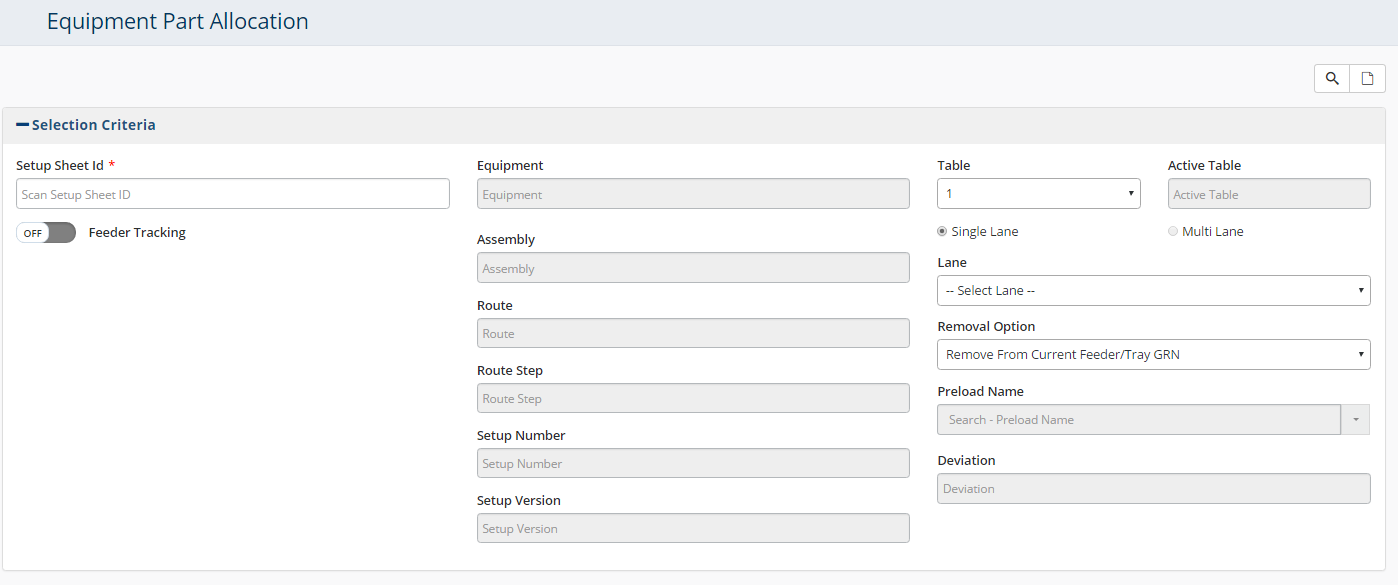 Equipment Part Allocation
Selection Criteria
Setup Sheet Id *
Scan Setup Sheet ID
OFF Feeder Tracking
Equipment
Equipment
Assembly
Assembly
Route
Route
Route Step
Route Step
Setup Number
Setup Number
Setup Version
Setup Version
Table
1
Active Table
Active Table
Single Lane
Multi Lane
Lane
-- Select Lane --
Removal Option
Remove From Current Feeder/Tray GRN
Preload Name
Search - Preload Name
Deviation
Deviation